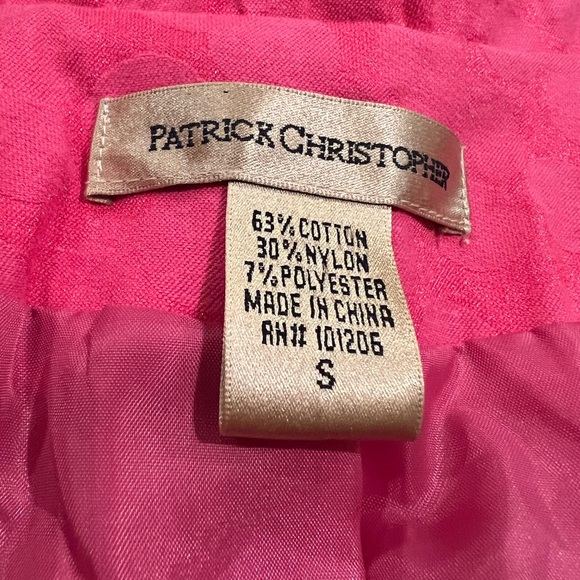 PATRICK CHRISTOPHER
63% COTTON
30% NYLON
7% POLYESTER
MADE IN CHINA
RN# 101206
S